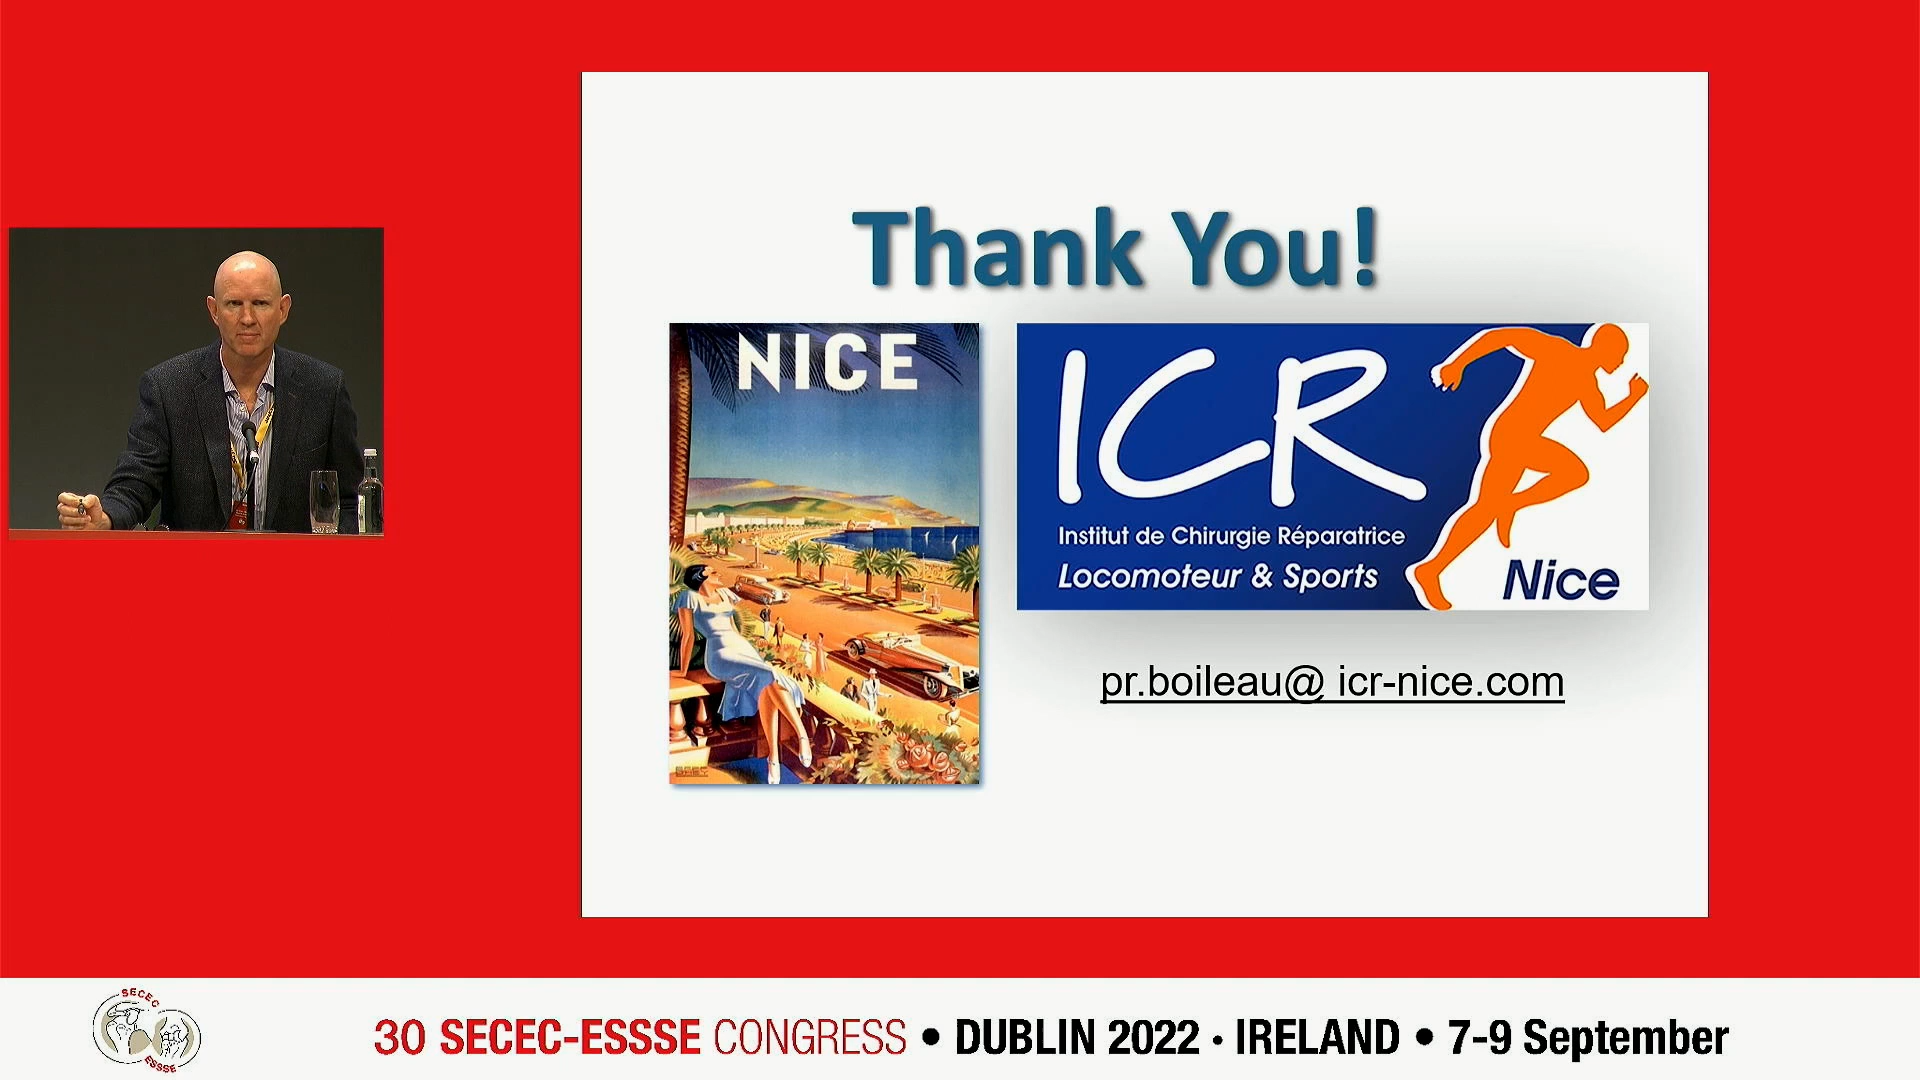 Thank You!
NICE
ICR
Institut de Chirurgie Réparatrice
Locomoteur & Sports
Nice
pr.boileau@ icr-nice.com
SECEC
ESSSE
30 SECEC-ESSSE CONGRESS • DUBLIN 2022 • IRELAND • 7-9 September